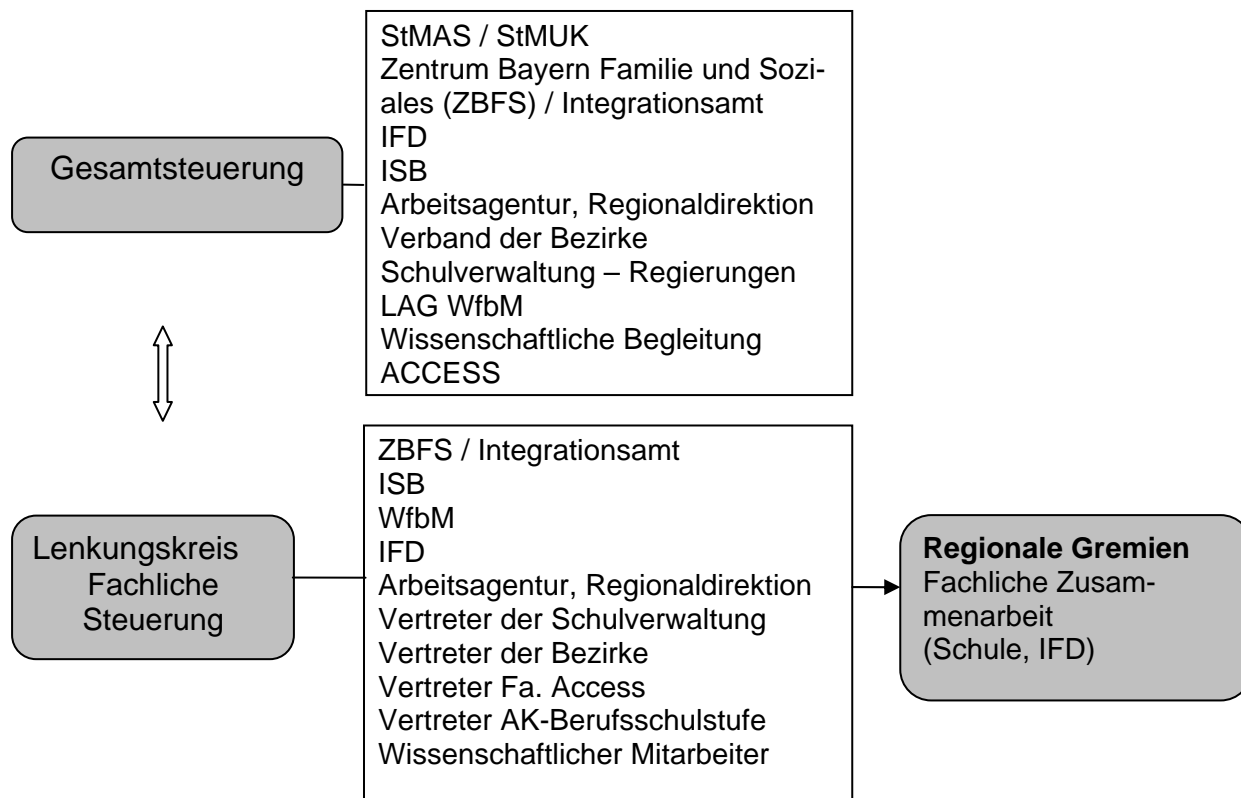 Gesamtsteuerung
StMAS / StMUK
Zentrum Bayern Familie und Sozi-
ales (ZBFS) / Integrationsamt
IFD
ISB
Arbeitsagentur, Regionaldirektion
Verband der Bezirke
Schulverwaltung – Regierungen
LAG WfbM
Wissenschaftliche Begleitung
ACCESS
Lenkungskreis
Fachliche
Steuerung
ZBFS / Integrationsamt
ISB
WfbM
IFD
Arbeitsagentur, Regionaldirektion
Vertreter der Schulverwaltung
Vertreter der Bezirke
Vertreter Fa. Access
Vertreter AK-Berufsschulstufe
Wissenschaftlicher Mitarbeiter
Regionale Gremien
Fachliche Zusam-
menarbeit
(Schule, IFD)